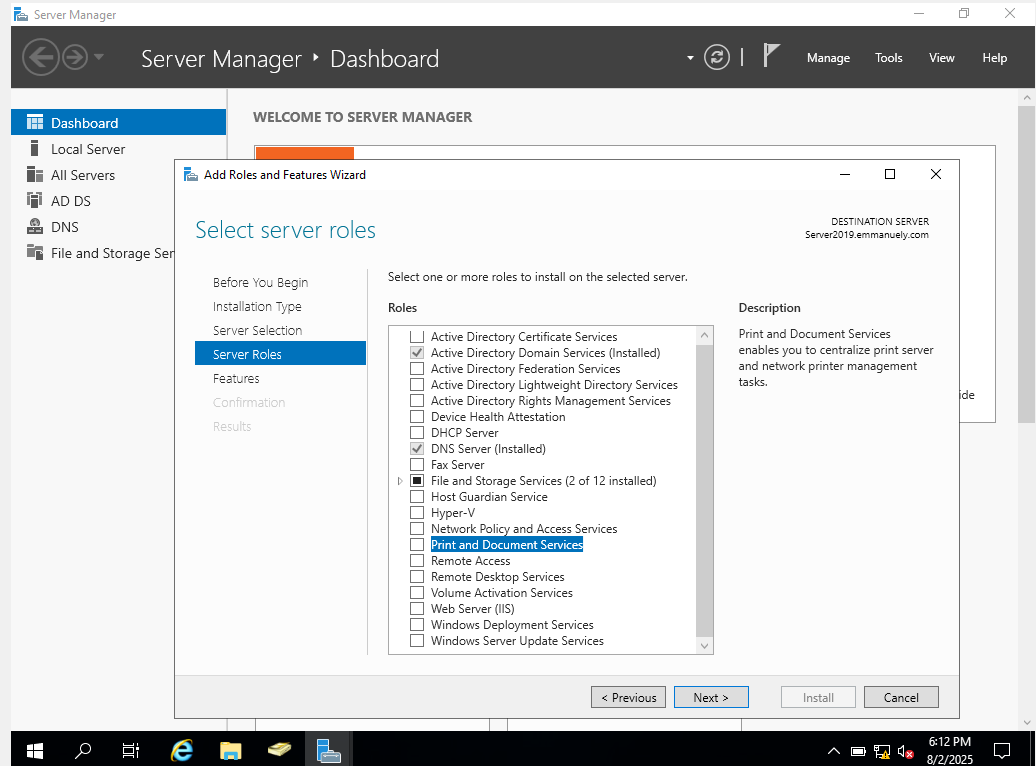 Server Manager
Server Manager ‣ Dashboard
Manage Tools View Help
Dashboard
Local Server
All Servers
AD DS
DNS
File and Storage Ser
WELCOME TO SERVER MANAGER
Add Roles and Features Wizard
Select server roles
DESTINATION SERVER
Server2019.emmanuely.com
Before You Begin
Installation Type
Server Selection
Server Roles
Features
Confirmation
Results
Select one or more roles to install on the selected server.
Roles
Active Directory Certificate Services
Active Directory Domain Services (Installed)
Active Directory Federation Services
Active Directory Lightweight Directory Services
Active Directory Rights Management Services
Device Health Attestation
DHCP Server
DNS Server (Installed)
Fax Server
File and Storage Services (2 of 12 installed)
Host Guardian Service
Hyper-V
Network Policy and Access Services
Print and Document Services
Remote Access
Remote Desktop Services
Volume Activation Services
Web Server (IIS)
Windows Deployment Services
Windows Server Update Services
Description
Print and Document Services
enables you to centralize print server
and network printer management
tasks.
ide
< Previous
Next >
Install
Cancel
6:12 PM
8/2/2025